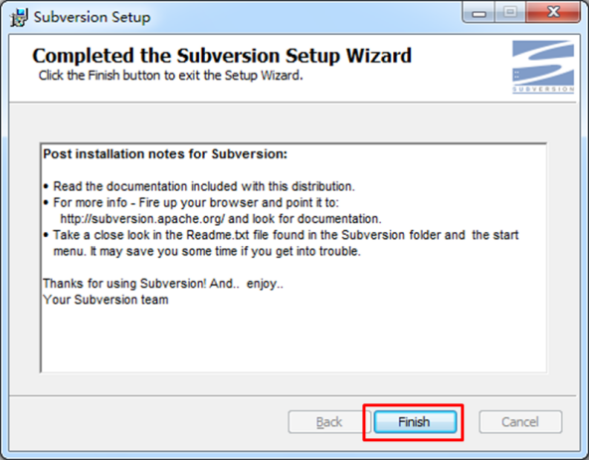 Subversion Setup
Completed the Subversion Setup Wizard
Click the Finish button to exit the Setup Wizard.
SUBVERSION
Post installation notes for Subversion:
• Read the documentation included with this distribution.
• For more info - Fire up your browser and point it to:
http://subversion.apache.org/ and look for documentation.
• Take a close look in the Readme.txt file found in the Subversion folder and  the start
menu. It may save you some time if you get into trouble.
Thanks for using Subversion! And..  enjoy..
Your Subversion team
Back
Finish
Cancel